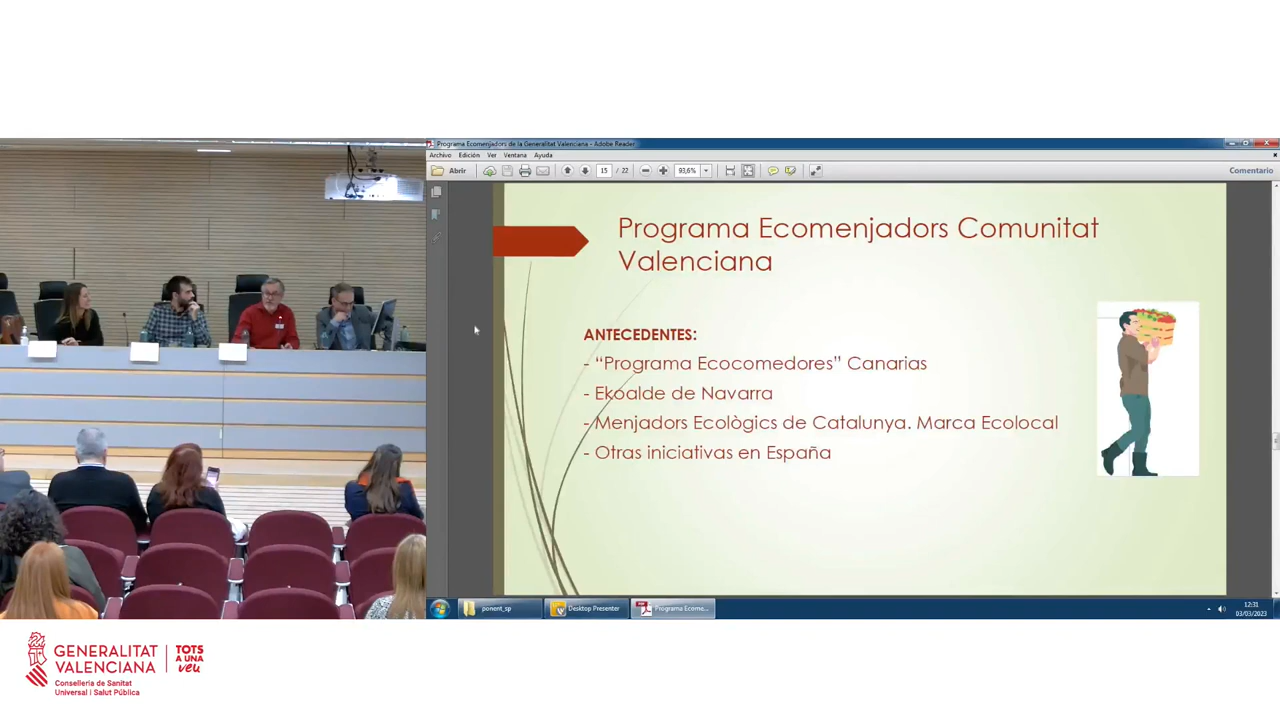 Programa Ecomenjadors de la Generalitat Valenciana - Adobe Reader
Archivo Edición Ver Ventana Ayuda
Abrir
15 / 22
93,6%
Comentario
Programa Ecomenjadors Comunitat
Valenciana
ANTECEDENTES:
- “Programa Ecocomedores” Canarias
- Ekoalde de Navarra
- Menjadors Ecològics de Catalunya. Marca Ecolocal
- Otras iniciativas en España
ponent_sp
Desktop Presenter
Programa Ecome...
12:31
03/03/2023
GENERALITAT
VALENCIANA
Conselleria de Sanitat
Universal i Salut Pública
TOTS
A UNA
veu